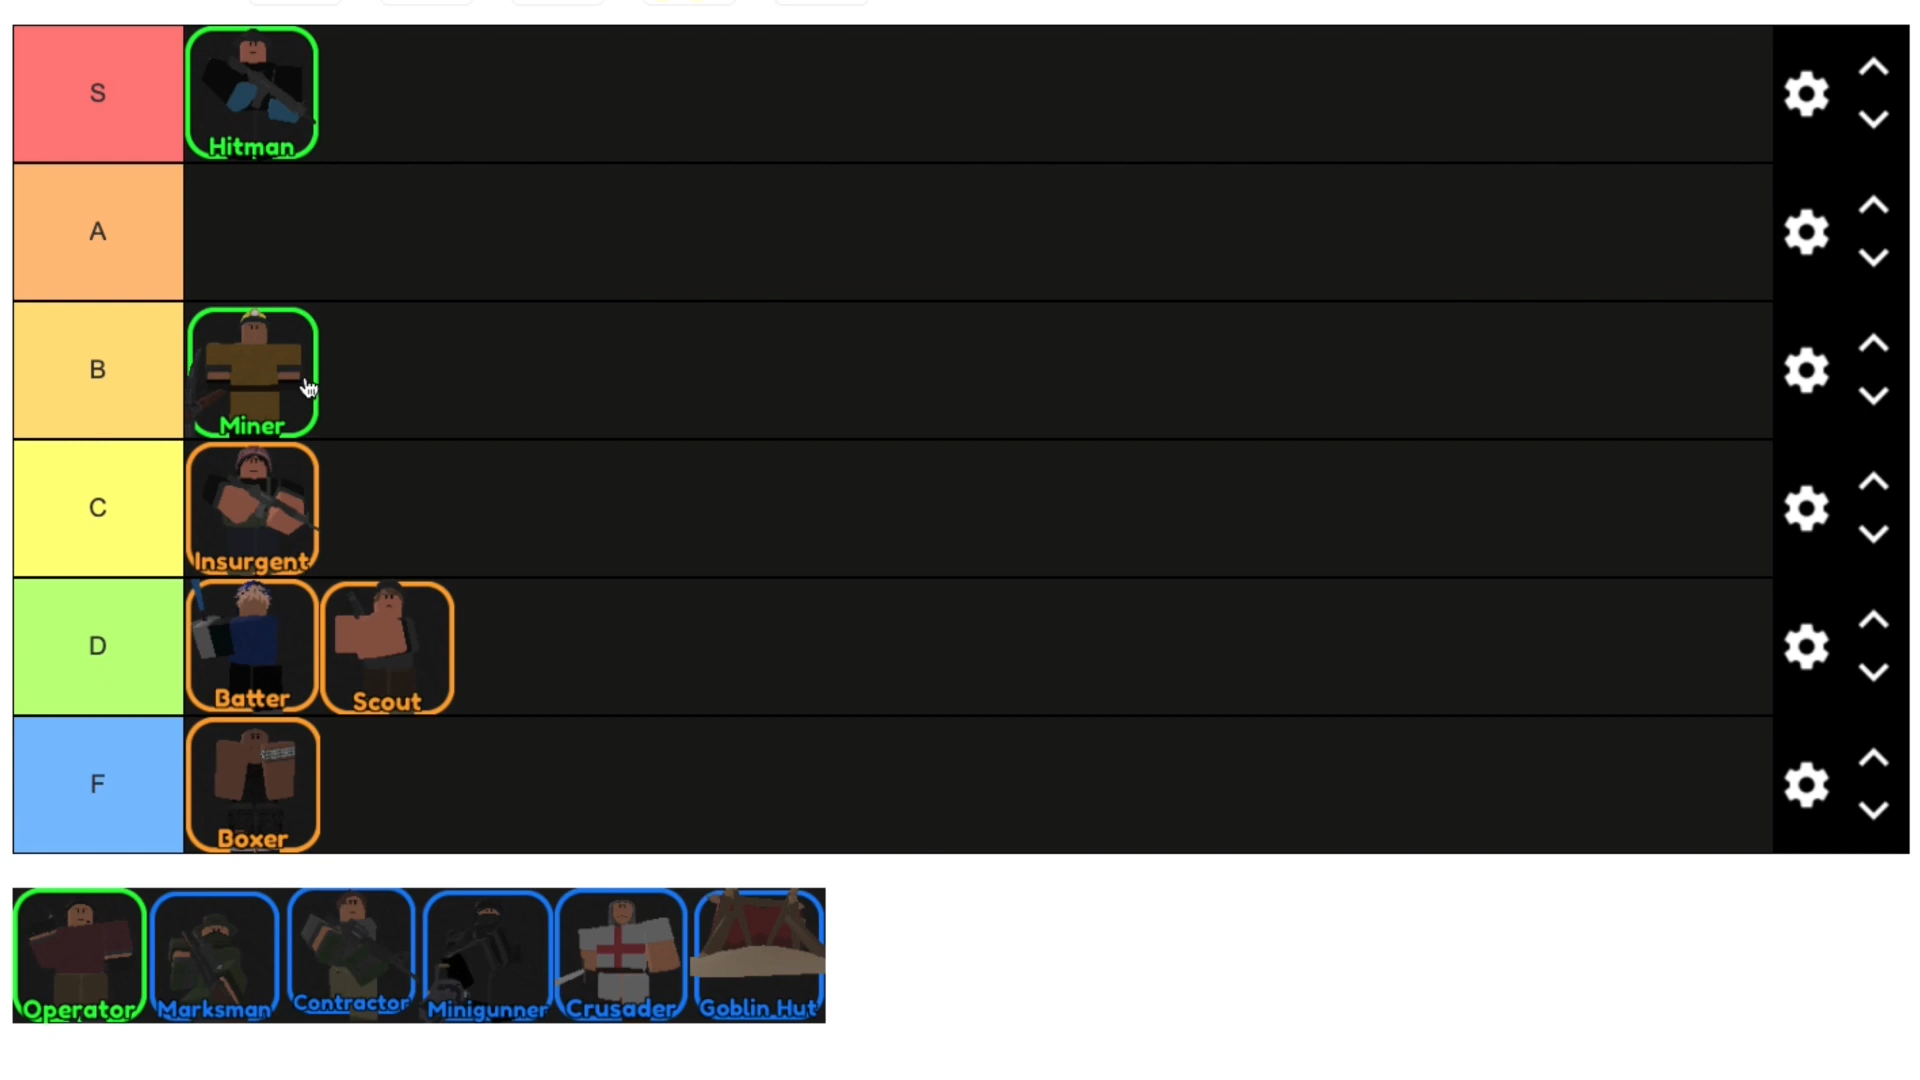 S
Hitman
A
B
Miner
C
Insurgent
D
Batter
Scout
F
Boxer
Operator
Marksman
Contractor
Minigunner
Crusader
Goblin Hut